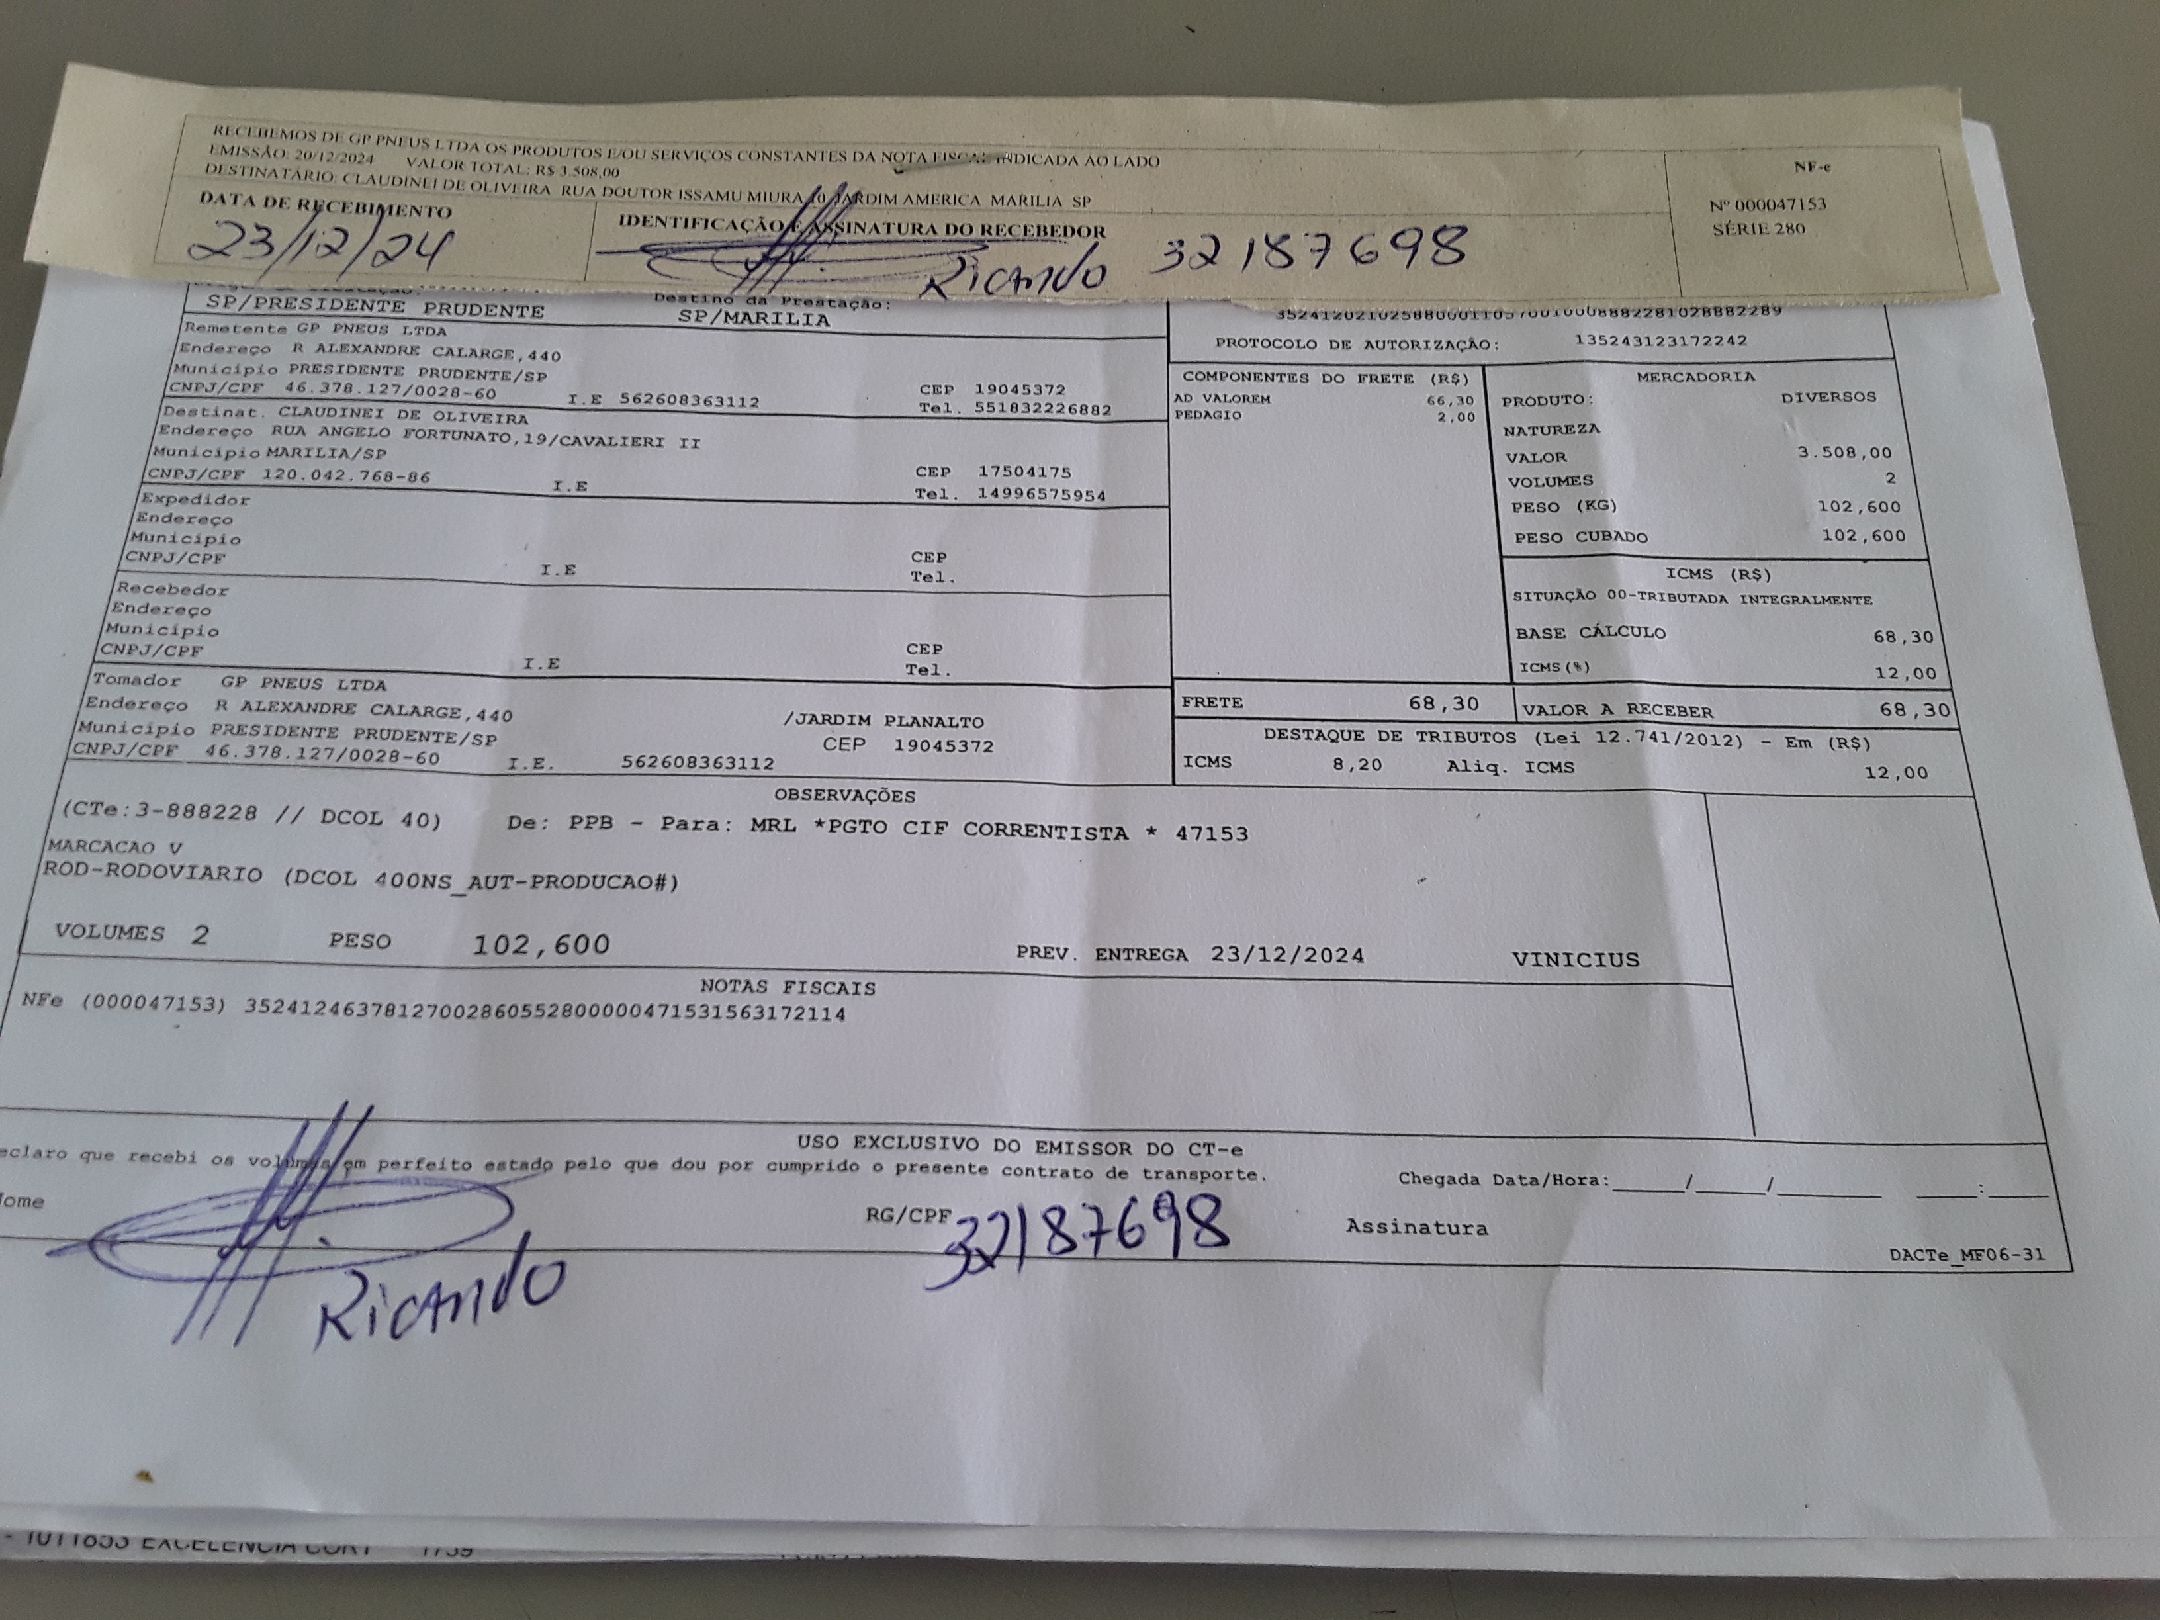 RECEBEMOS DE GP PNEUS LTDA OS PRODUTOS E/OU SERVIÇOS CONSTANTES DA NOTA FISCAL INDICADA AO LADO
EMISSÃO: 20/12/2024 VALOR TOTAL: R$ 3.508,00
DESTINATÁRIO: CLAUDINEI DE OLIVEIRA RUA DOUTOR ISSAMU MIURA JARDIM AMERICA MARILIA SP
NF-e
Nº 000047153
SÉRIE 280
DATA DE RECEBIMENTO
23/12/24
IDENTIFICAÇÃO E ASSINATURA DO RECEBEDOR
Ricardo 32187698
SP/PRESIDENTE PRUDENTE
Destino da Prestação:
SP/MARILIA
Remetente GP PNEUS LTDA
Endereço R ALEXANDRE CALARGE,440
Município PRESIDENTE PRUDENTE/SP CEP 19045372
CNPJ/CPF 46.378.127/0028-60 I.E 562608363112 Tel. 551832226882
Destinat. CLAUDINEI DE OLIVEIRA
Endereço RUA ANGELO FORTUNATO,19/CAVALIERI II
Município MARILIA/SP CEP 17504175
CNPJ/CPF 120.042.768-86 I.E Tel. 14996575954
Expedidor
Endereço
Município CEP
CNPJ/CPF I.E Tel.
Recebedor
Endereço
Município CEP
CNPJ/CPF I.E Tel.
Tomador GP PNEUS LTDA
Endereço R ALEXANDRE CALARGE,440 /JARDIM PLANALTO
Município PRESIDENTE PRUDENTE/SP CEP 19045372
CNPJ/CPF 46.378.127/0028-60 I.E. 562608363112
PROTOCOLO DE AUTORIZAÇÃO: 135243123172242
COMPONENTES DO FRETE (R$)
AD VALOREM 66,30
PEDAGIO 2,00
MERCADORIA
PRODUTO: DIVERSOS
NATUREZA
VALOR 3.508,00
VOLUMES 2
PESO (KG) 102,600
PESO CUBADO 102,600
ICMS (R$)
SITUAÇÃO 00-TRIBUTADA INTEGRALMENTE
BASE CÁLCULO 68,30
ICMS(%) 12,00
FRETE 68,30 VALOR A RECEBER 68,30
DESTAQUE DE TRIBUTOS (Lei 12.741/2012) - Em (R$)
ICMS 8,20 Aliq. ICMS 12,00
OBSERVAÇÕES
(CTe:3-888228 // DCOL 40) De: PPB - Para: MRL *PGTO CIF CORRENTISTA * 47153
MARCACAO V
ROD-RODOVIARIO (DCOL 400NS_AUT-PRODUCAO#)
VOLUMES 2 PESO 102,600 PREV. ENTREGA 23/12/2024 VINICIUS
NOTAS FISCAIS
NFe (000047153) 35241246378127002860552800000471531563172114
USO EXCLUSIVO DO EMISSOR DO CT-e
eclaro que recebi os volumes em perfeito estado pelo que dou por cumprido o presente contrato de transporte.
Chegada Data/Hora:____/____/______ ___:___
ome
RG/CPF 32187698
Assinatura
Ricardo
DACTe_MF06-31